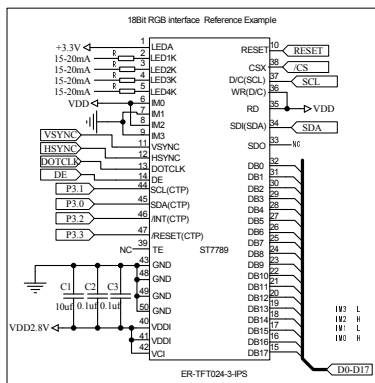 18Bit RGB interface Reference Example
+3.3V 1 LEDA
15-20mA R 2 LED1K
15-20mA R 3 LED2K
15-20mA R 4 LED3K
15-20mA R 5 LED4K
VDD 6 IM0
7 IM1
8 IM2
9 IM3
VSYNC 11 VSYNC
HSYNC 12 HSYNC
DOTCLK 13 DOTCLK
DE 14 DE
P3.1 44 SCL(CTP)
P3.0 45 SDA(CTP)
P3.2 46 /INT(CTP)
P3.3 47 /RESET(CTP)
NC 39 TE
43 GND
48 GND
49 GND
50 GND
C1 C2 C3
10uf 0.1uf 0.1uf
VDD2.8V 40 VDDI
41 VDDI
42 VCI
ST7789
RESET 10 RESET
CSX 38 /CS
D/C(SCL) 37 SCL
WR(D/C) 36
RD 35 VDD
SDI(SDA) 34 SDA
SDO 33 NC
DB0 32
DB1 31
DB2 30
DB3 29
DB4 28
DB5 27
DB6 26
DB7 25
DB8 24
DB9 23
DB10 22
DB11 21
DB12 20
DB13 19
DB14 18
DB15 17
DB16 16
DB17 15
IM3 L
IM2 H
IM1 L
IM0 H
D0-D17
ER-TFT024-3-IPS